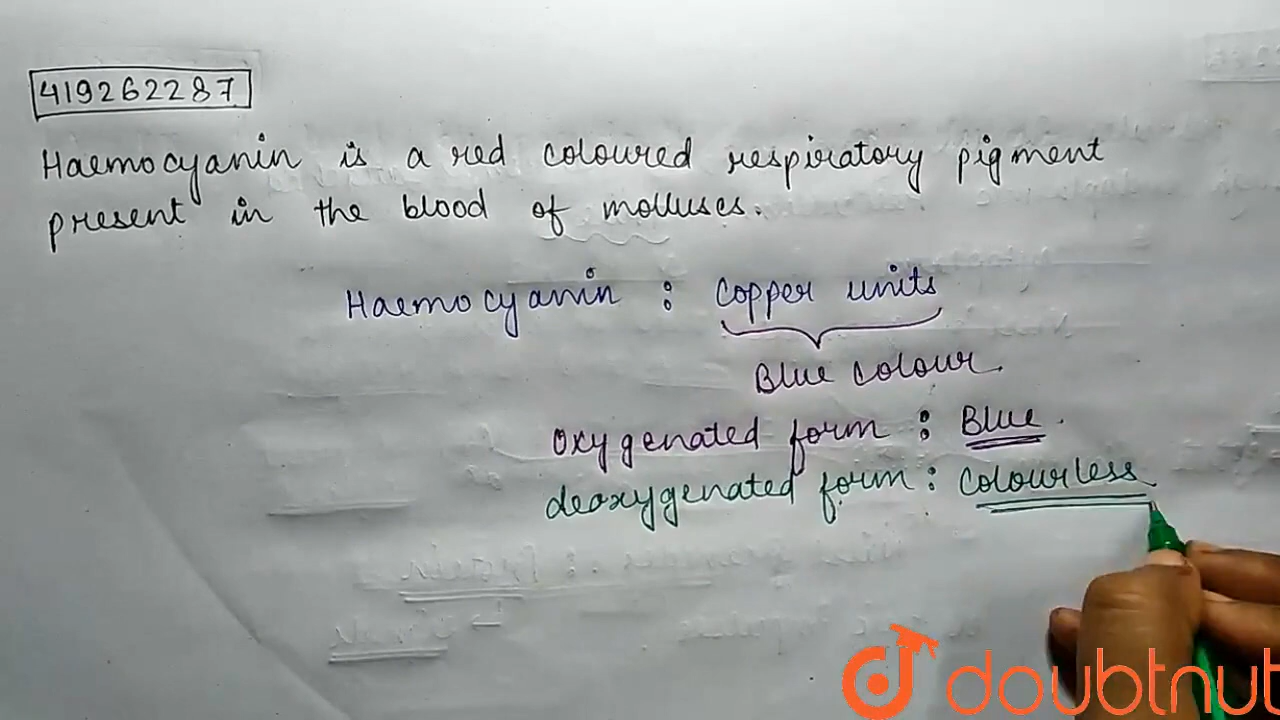 419262287
Haemocyanin is a red coloured respiratory pigment
present in the blood of molluscs.
Haemocyanin : Copper units
Blue colour.
Oxygenated form : Blue.
deoxygenated form : Colourless
doubtnut